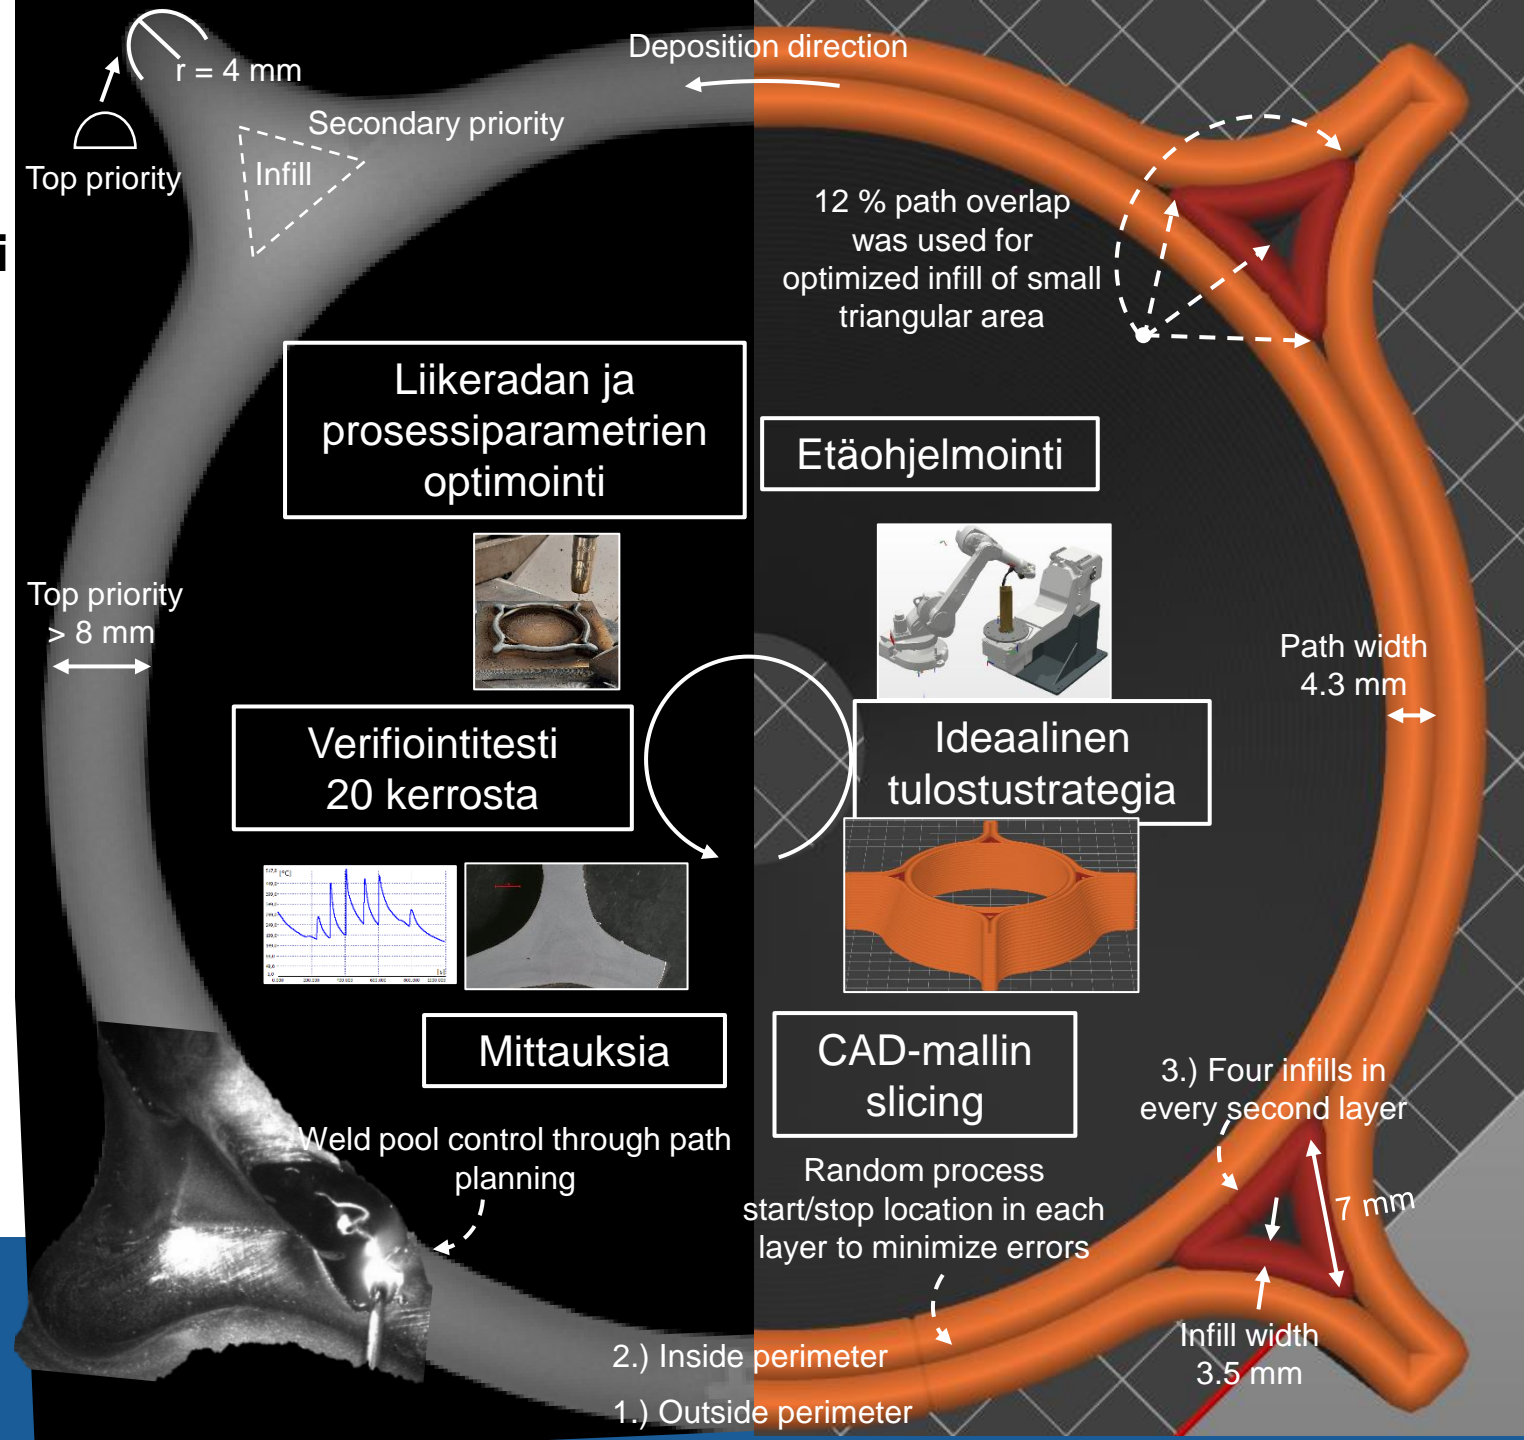 Deposition direction
r = 4 mm
Secondary priority
Infill
Top priority
i
12 % path overlap
was used for
optimized infill of small
triangular area
Liikeradan ja
prosessiparametrien
optimointi
Etäohjelmointi
Top priority
> 8 mm
Path width
4.3 mm
Verifiointitesti
20 kerrosta
Ideaalinen
tulostustrategia
[°C]
Mittauksia
CAD-mallin
slicing
3.) Four infills in
every second layer
Weld pool control through path
planning
Random process
start/stop location in each
layer to minimize errors
7 mm
Infill width
3.5 mm
2.) Inside perimeter
1.) Outside perimeter